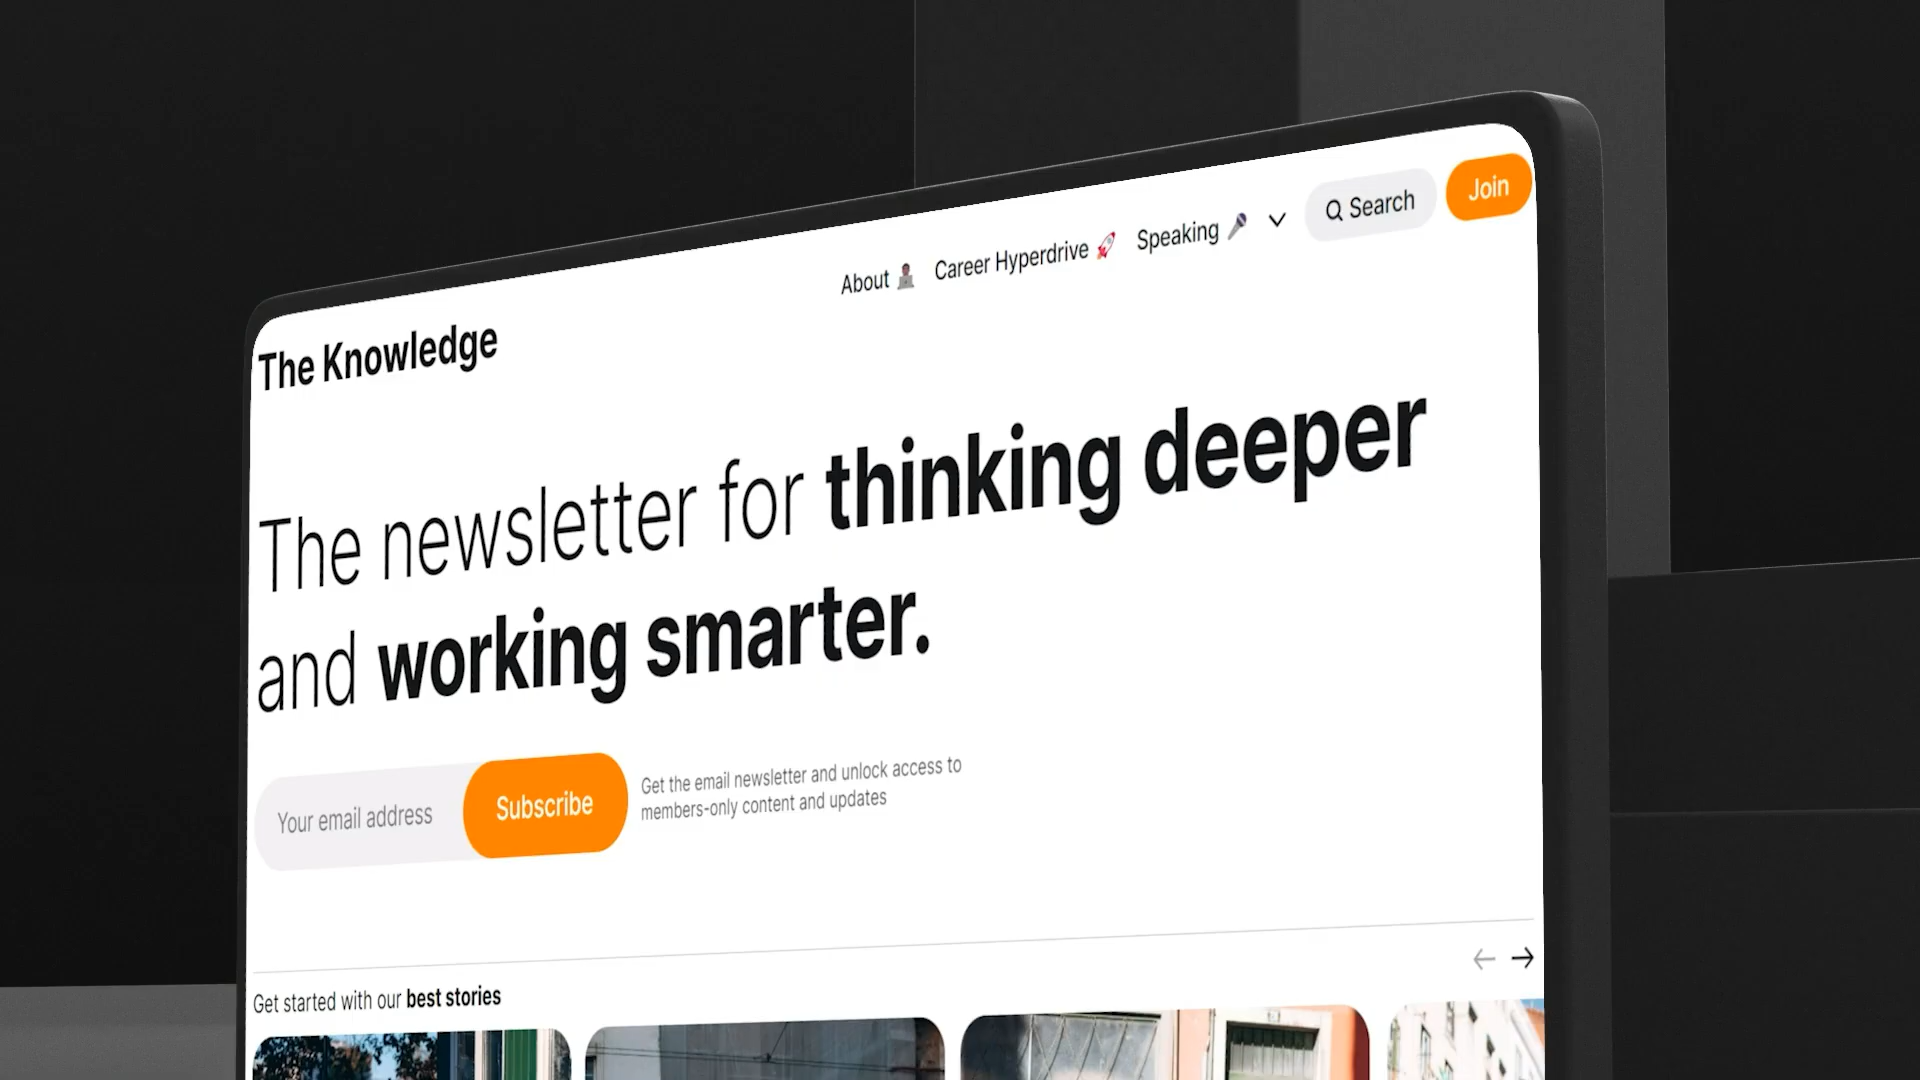 About 👨🏾‍💻 Career Hyperdrive 🚀 Speaking 🎤 Search Join
The Knowledge
The newsletter for thinking deeper
and working smarter.
Your email address Subscribe
Get the email newsletter and unlock access to
members-only content and updates
Get started with our best stories